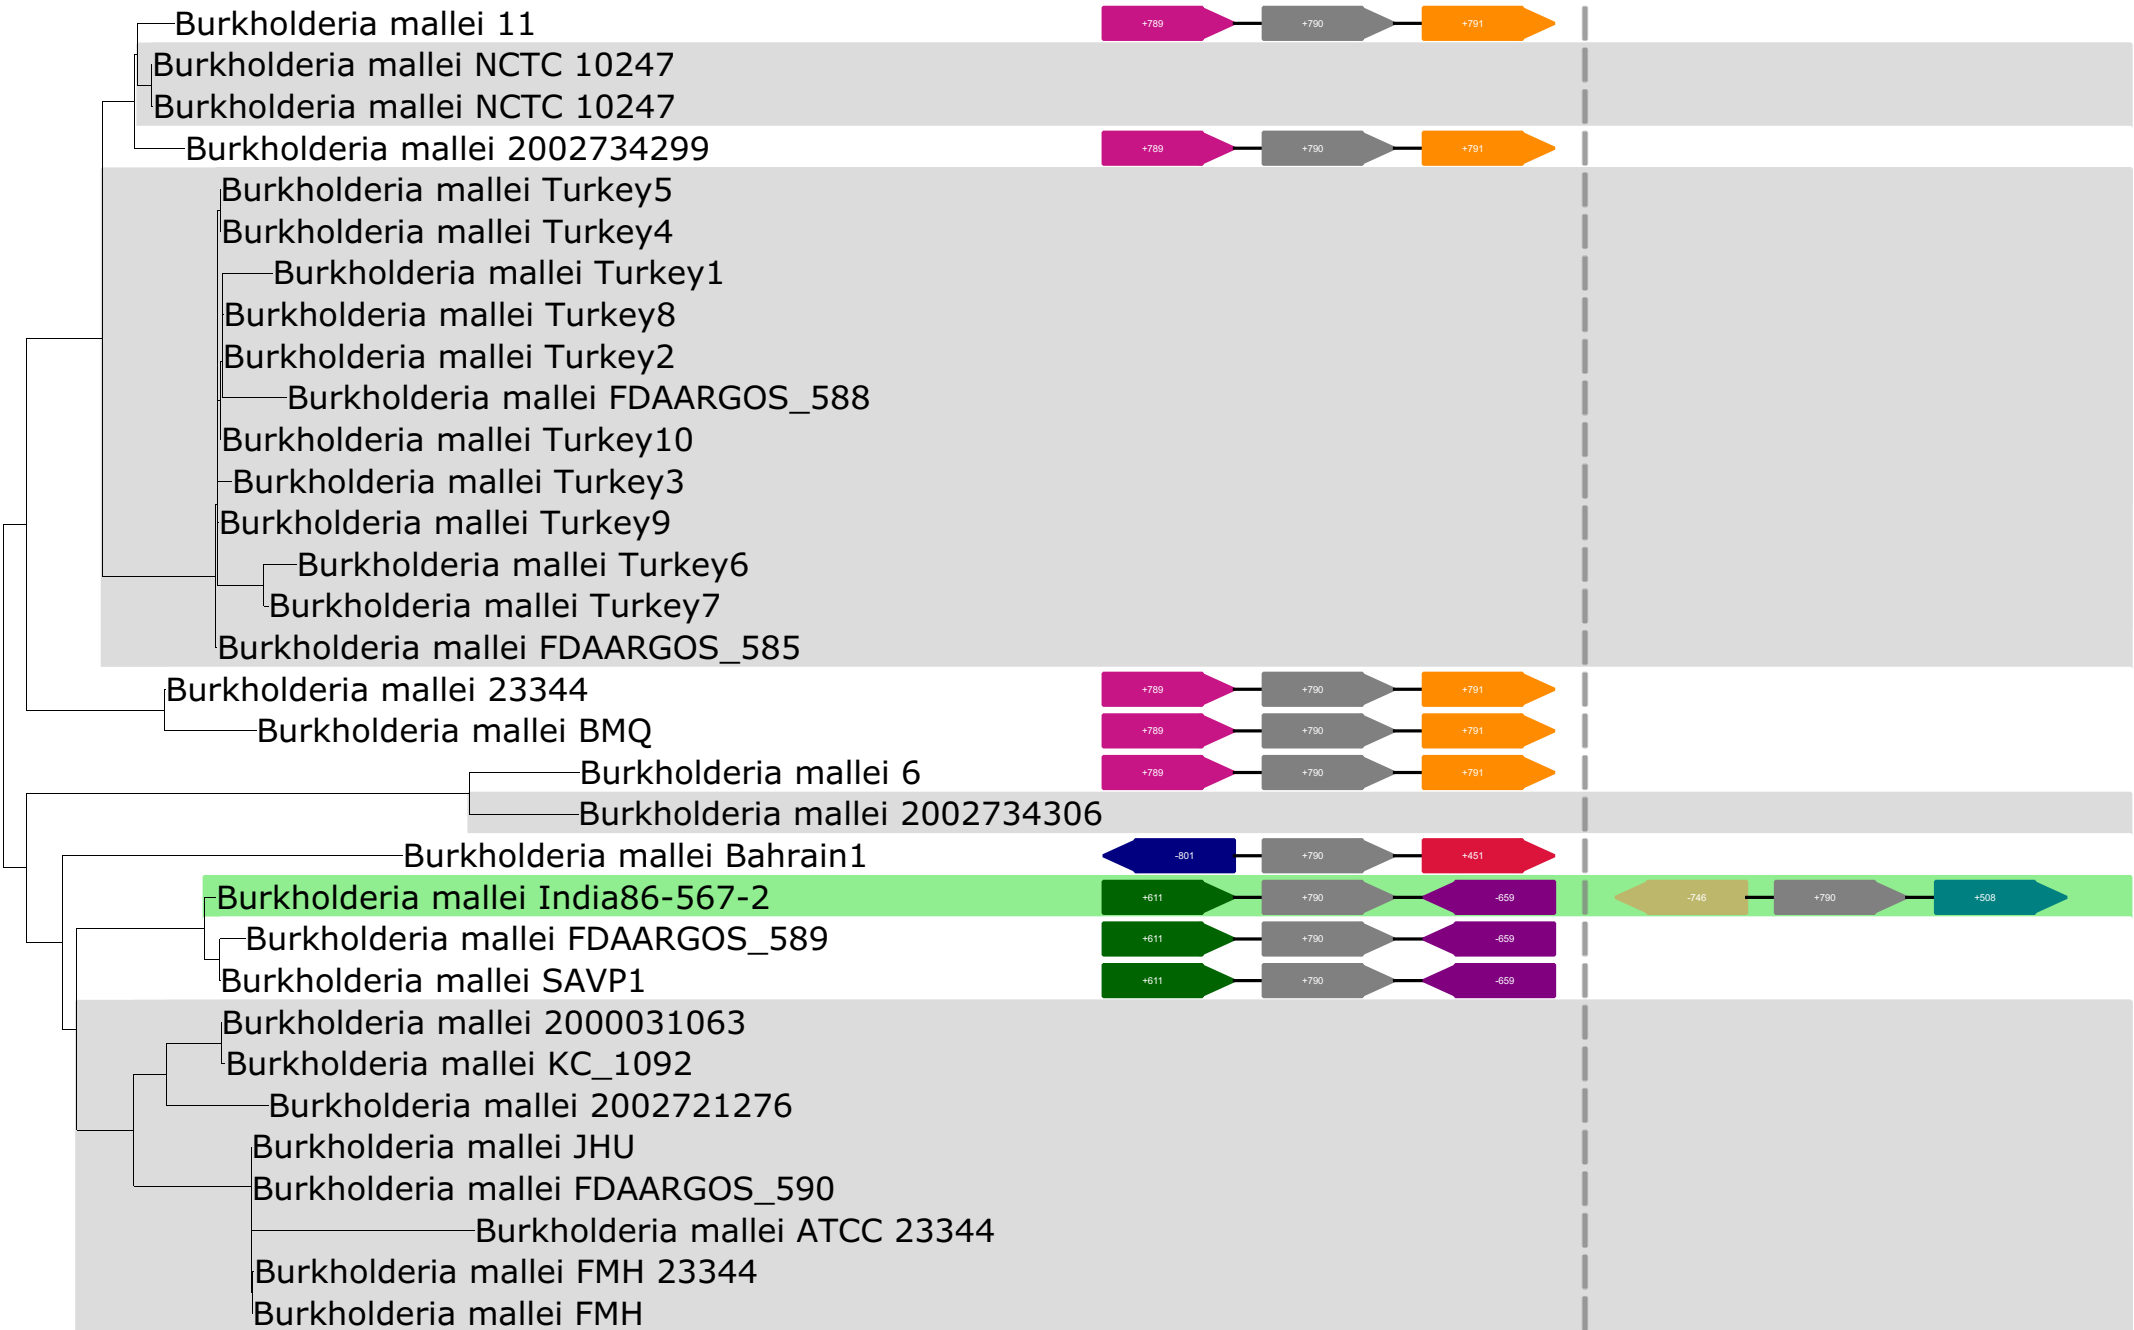 Burkholderia mallei 11 +789 +790 +791
Burkholderia mallei NCTC 10247
Burkholderia mallei NCTC 10247
Burkholderia mallei 2002734299 +789 +790 +791
Burkholderia mallei Turkey5
Burkholderia mallei Turkey4
Burkholderia mallei Turkey1
Burkholderia mallei Turkey8
Burkholderia mallei Turkey2
Burkholderia mallei FDAARGOS_588
Burkholderia mallei Turkey10
Burkholderia mallei Turkey3
Burkholderia mallei Turkey9
Burkholderia mallei Turkey6
Burkholderia mallei Turkey7
Burkholderia mallei FDAARGOS_585
Burkholderia mallei 23344 +789 +790 +791
Burkholderia mallei BMQ +789 +790 +791
Burkholderia mallei 6 +789 +790 +791
Burkholderia mallei 2002734306
Burkholderia mallei Bahrain1 -801 +790 +451
Burkholderia mallei India86-567-2 +611 +790 -659 -746 +790 +508
Burkholderia mallei FDAARGOS_589 +611 +790 -659
Burkholderia mallei SAVP1 +611 +790 -659
Burkholderia mallei 2000031063
Burkholderia mallei KC_1092
Burkholderia mallei 2002721276
Burkholderia mallei JHU
Burkholderia mallei FDAARGOS_590
Burkholderia mallei ATCC 23344
Burkholderia mallei FMH 23344
Burkholderia mallei FMH